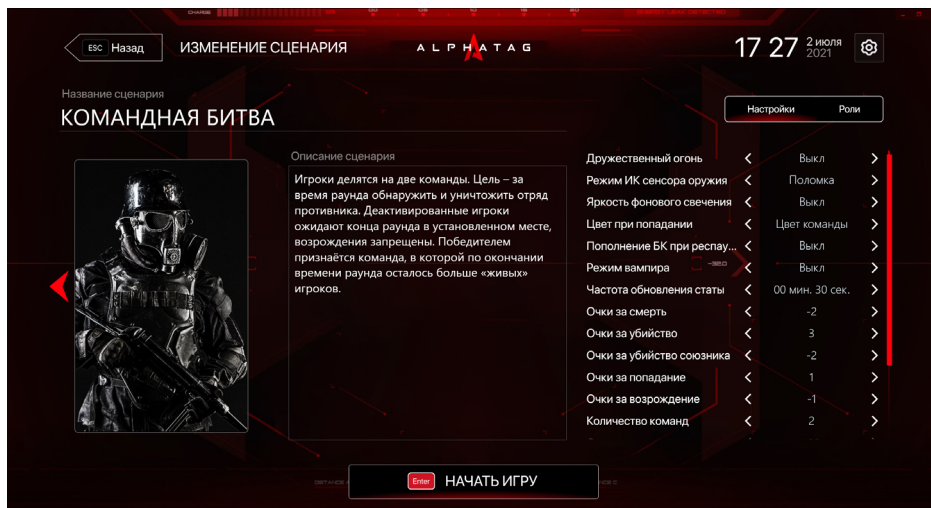 CHARGE
ESC Назад
ИЗМЕНЕНИЕ СЦЕНАРИЯ
ALPHATAG
17 27 2 июля 2021
Название сценария
КОМАНДНАЯ БИТВА
Настройки Роли
Описание сценария
Игроки делятся на две команды. Цель – за
время раунда обнаружить и уничтожить отряд
противника. Деактивированные игроки
ожидают конца раунда в установленном месте,
возрождения запрещены. Победителем
признаётся команда, в которой по окончании
времени раунда осталось больше «живых»
игроков.
Дружественный огонь < Выкл >
Режим ИК сенсора оружия < Поломка >
Яркость фонового свечения < Выкл >
Цвет при попадании < Цвет команды >
Пополнение БК при респау... < Выкл >
Режим вампира < Выкл >
Частота обновления статы < 00 мин. 30 сек. >
Очки за смерть < -2 >
Очки за убийство < 3 >
Очки за убийство союзника < -2 >
Очки за попадание < 1 >
Очки за возрождение < -1 >
Количество команд < 2 >
Enter НАЧАТЬ ИГРУ